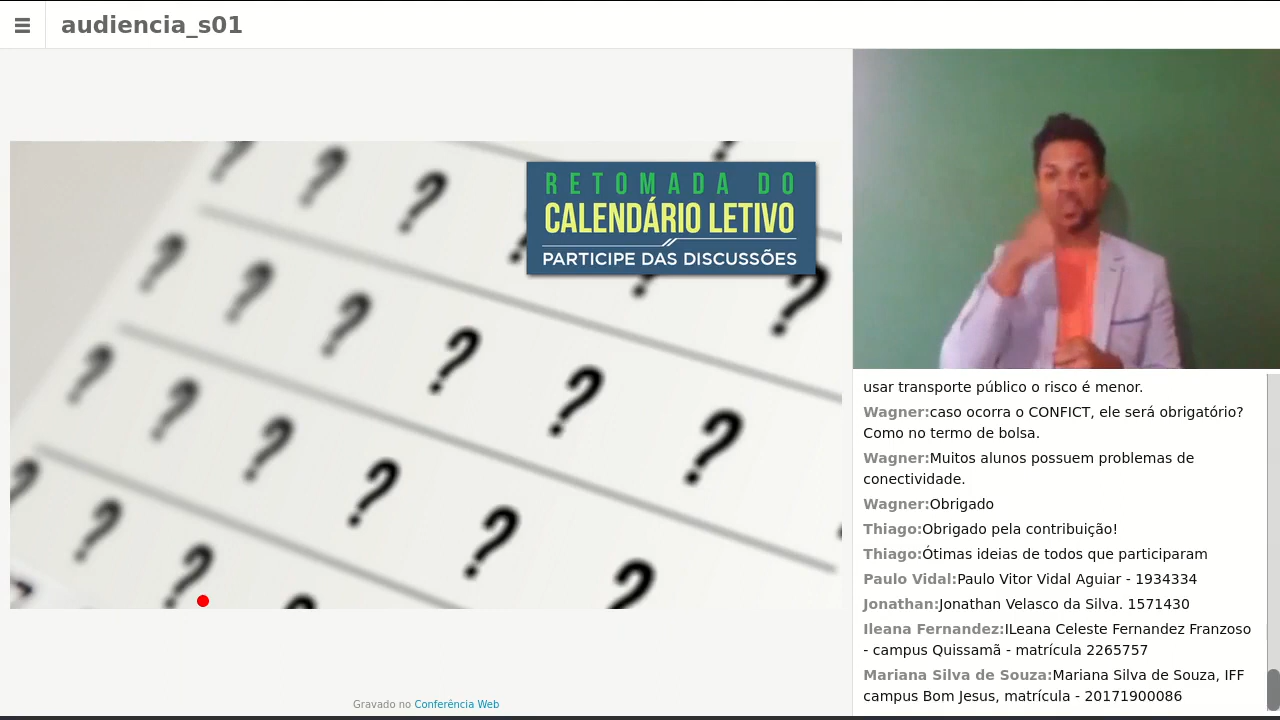 audiencia_s01
RETOMADA DO
CALENDÁRIO LETIVO
PARTICIPE DAS DISCUSSÕES
usar transporte público o risco é menor.
Wagner:caso ocorra o CONFICT, ele será obrigatório?
Como no termo de bolsa.
Wagner:Muitos alunos possuem problemas de
conectividade.
Wagner:Obrigado
Thiago:Obrigado pela contribuição!
Thiago:Ótimas ideias de todos que participaram
Paulo Vidal:Paulo Vitor Vidal Aguiar - 1934334
Jonathan:Jonathan Velasco da Silva. 1571430
Ileana Fernandez:ILeana Celeste Fernandez Franzoso
- campus Quissamã - matrícula 2265757
Mariana Silva de Souza:Mariana Silva de Souza, IFF
campus Bom Jesus, matrícula - 20171900086
Gravado no Conferência Web